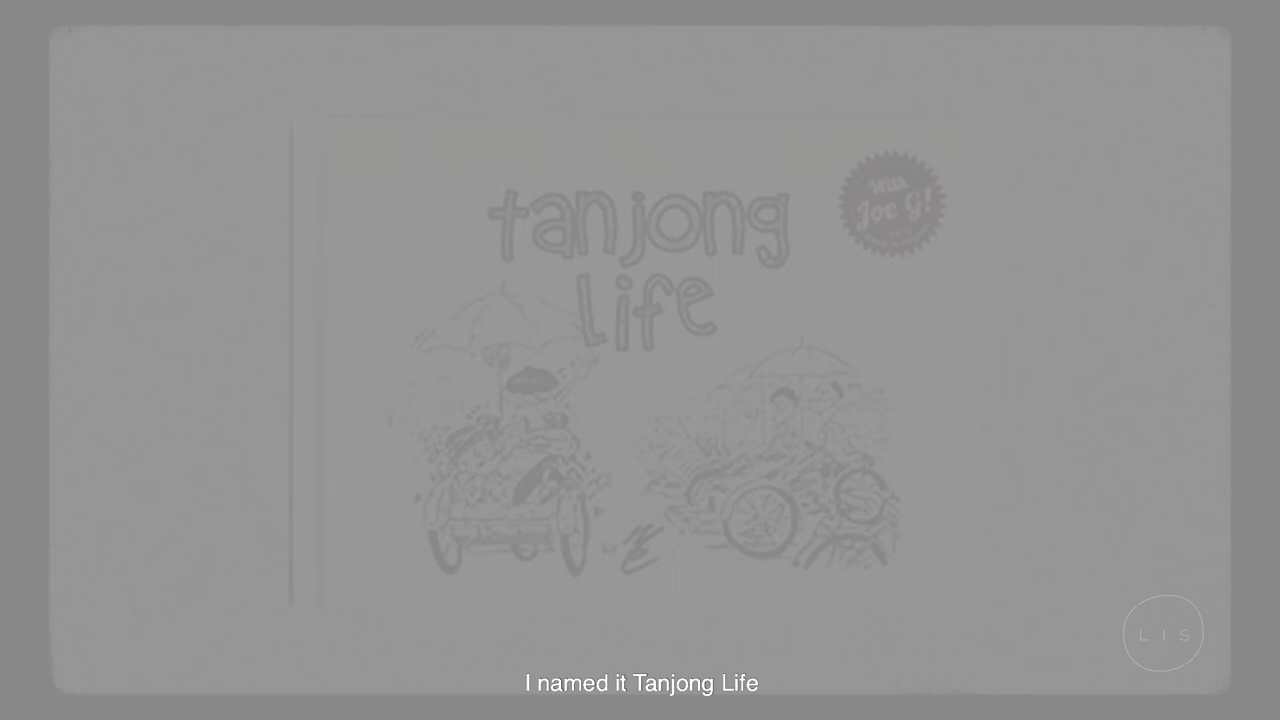 tanjong
life
With
Joe G!
L I S
I named it Tanjong Life